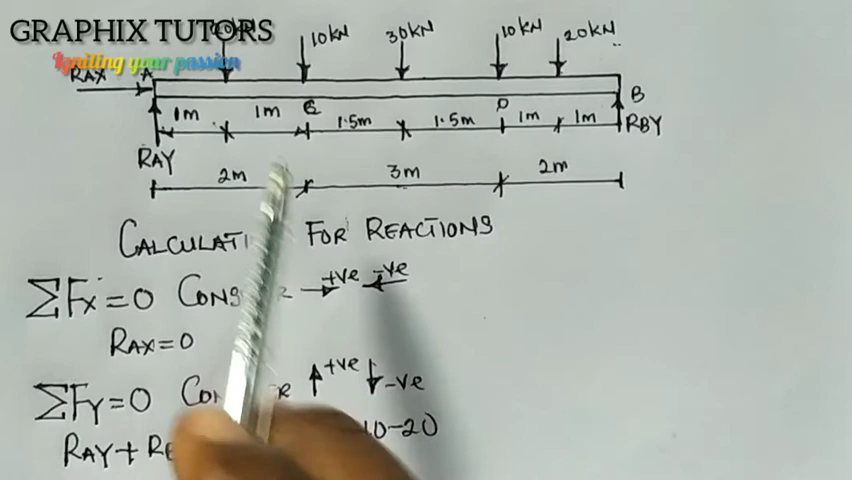 GRAPHIX TUTORS
Igniting your passion
10KN 30KN 10KN 20KN
RAX A
B
1m 1m C 1.5m 1.5m D 1m 1m RBY
RAY
2m 3m 2m
FOR REACTIONS
ΣFx=0 +ve -ve
RAX=0
ΣFy=0 +ve -ve
RAY+ 10-20